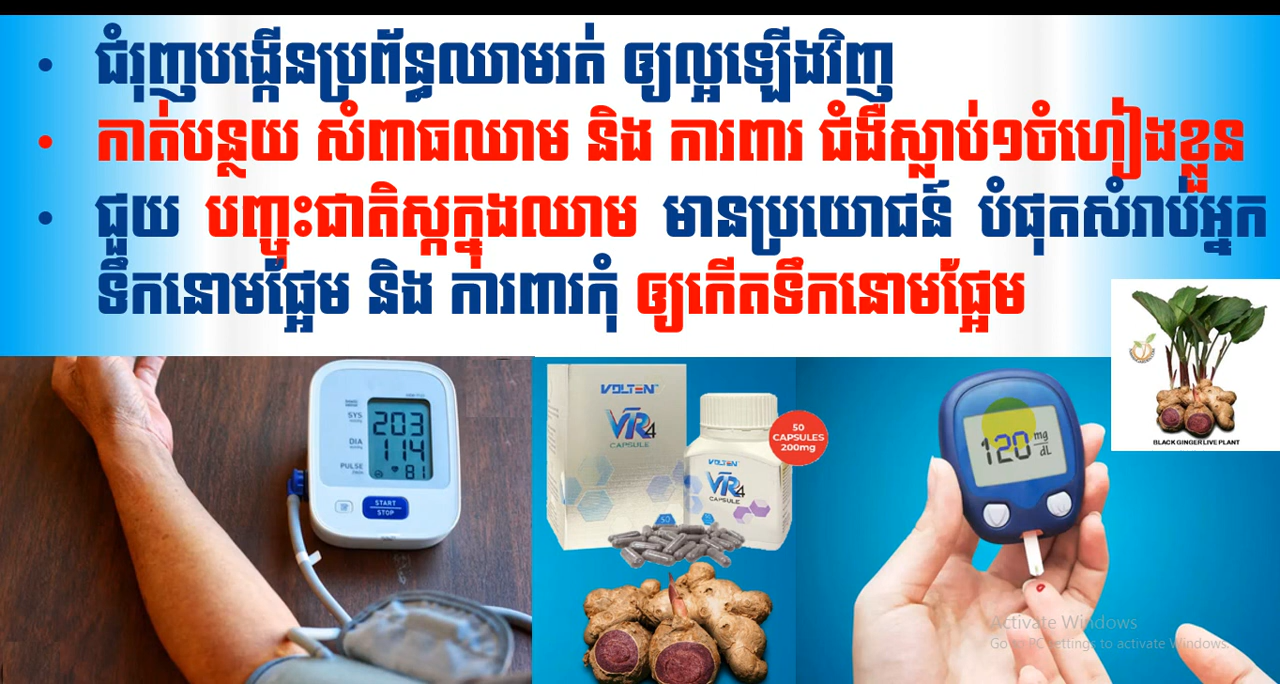 • ជំរុញបង្កើនប្រព័ន្ធឈាមរត់ ឲ្យល្អឡើងវិញ
• កាត់បន្ថយ សំពាធឈាម និង ការពារ ជំងឺស្លាប់១ចំហៀងខ្លួន
• ជួយ បញ្ចុះជាតិស្ករក្នុងឈាម មានប្រយោជន៍ បំផុតសំរាប់អ្នក
ទឹកនោមផ្អែម និង ការពារកុំ ឲ្យកើតទឹកនោមផ្អែម
BLACK GINGER LIVE PLANT
SYS
203
DIA
114
PULSE
81
START
STOP
VOLTEN
VR4
CAPSULE
50
VOLTEN
VR4
CAPSULE
50
CAPSULES
200mg
120 mg
dL
Activate Windows
Go to PC settings to activate Windows.